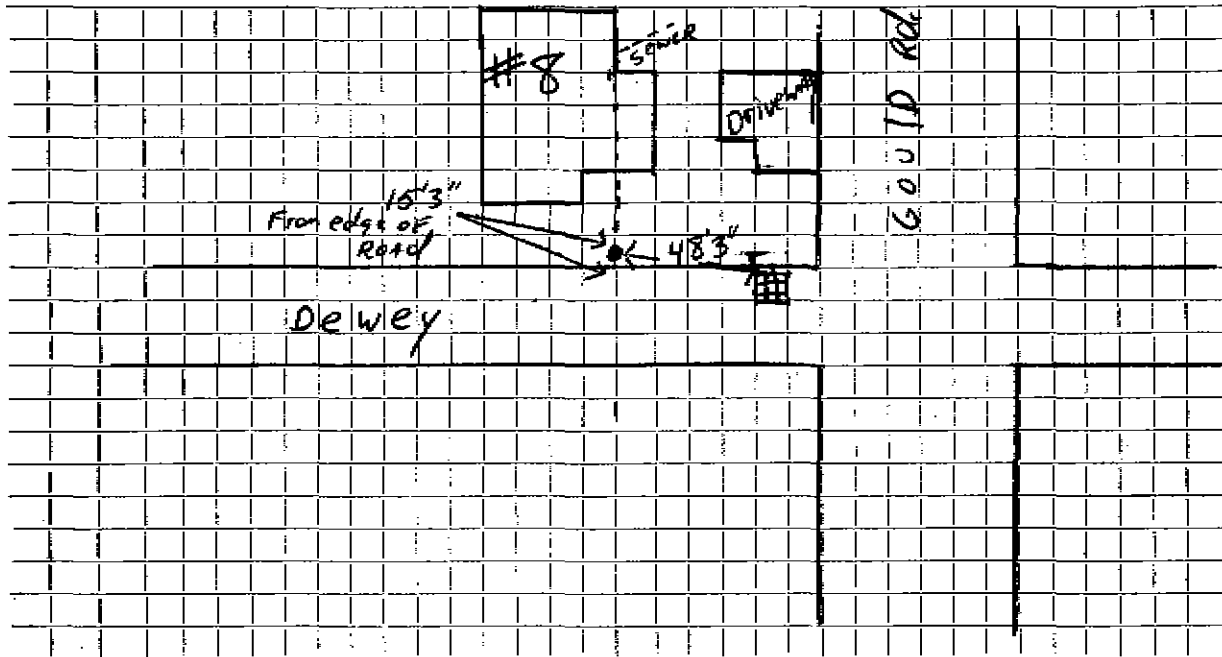 #8
Sewer
Driveway
Gould Rd.
15'3"
From edge of
Road
48'3"
Dewey